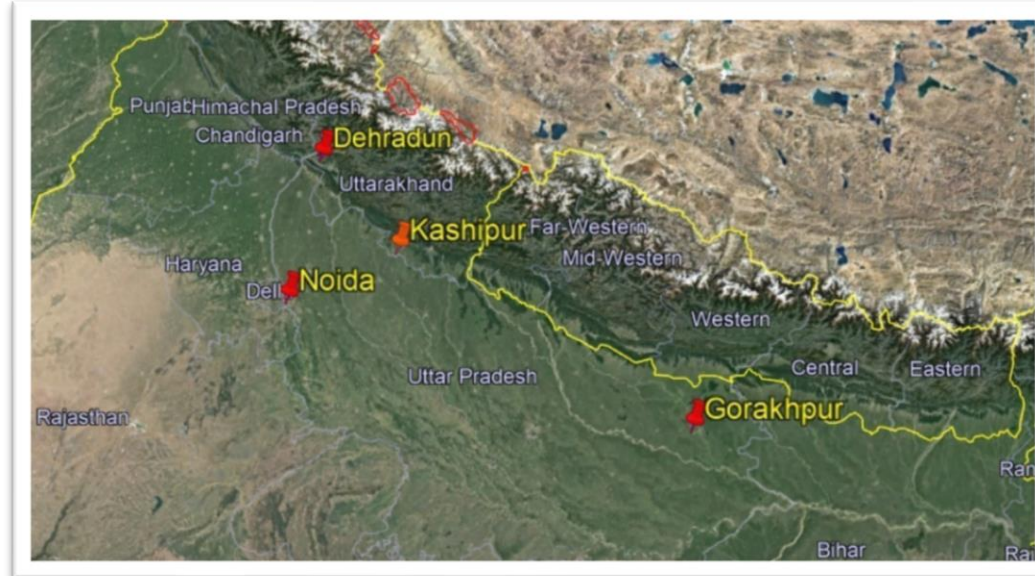 Punjab
Himachal Pradesh
Chandigarh
Dehradun
Uttarakhand
Kashipur
Far-Western
Mid-Western
Haryana
Noida
Western
Central
Eastern
Uttar Pradesh
Gorakhpur
Rajasthan
Bihar